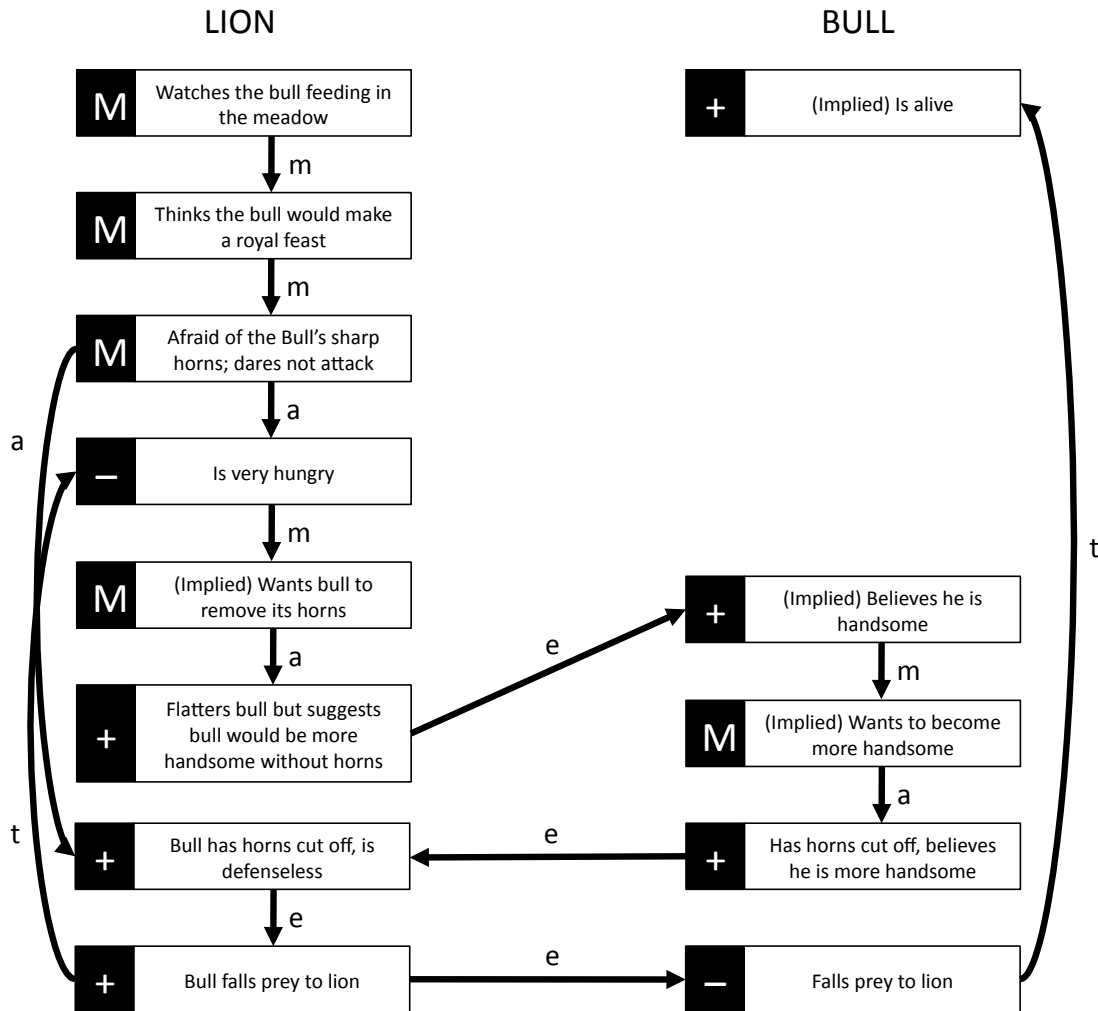 LION
BULL
M
Watches the bull feeding in
the meadow
+
(Implied) Is alive
m
M
Thinks the bull would make
a royal feast
m
M
Afraid of the Bull’s sharp
horns; dares not attack
a
a
–
Is very hungry
m
t
M
(Implied) Wants bull to
remove its horns
+
(Implied) Believes he is
handsome
e
a
m
+
Flatters bull but suggests
bull would be more
handsome without horns
M
(Implied) Wants to become
more handsome
a
t
+
Bull has horns cut off, is
defenseless
e
+
Has horns cut off, believes
he is more handsome
e
+
Bull falls prey to lion
e
–
Falls prey to lion